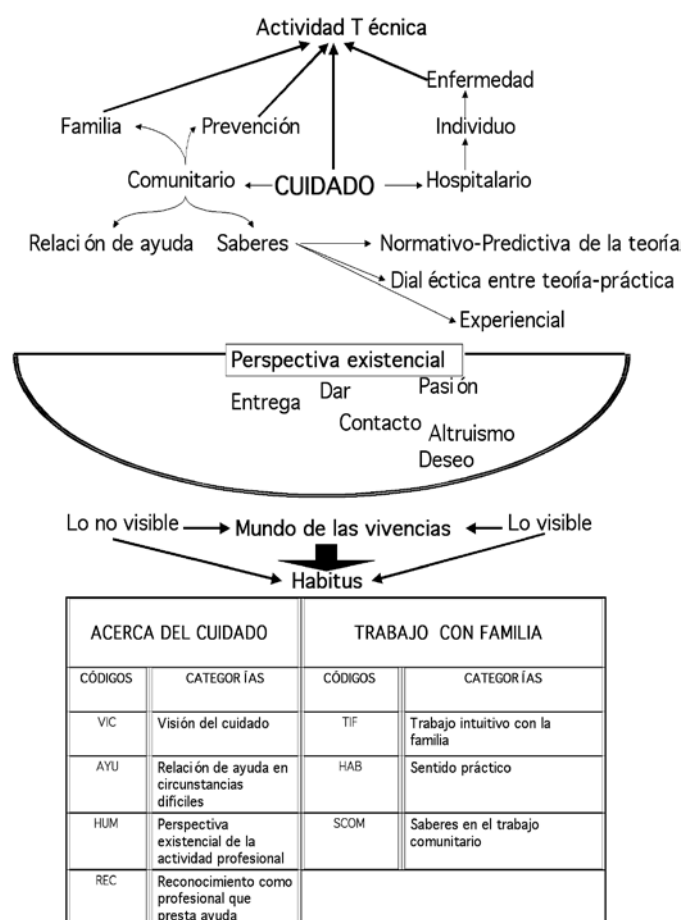 Actividad Técnica
Enfermedad
Familia Prevención Individuo
Comunitario CUIDADO Hospitalario
Relación de ayuda Saberes Normativo-Predictiva de la teoría
Dialéctica entre teoría-práctica
Experiencial
Perspectiva existencial
Entrega Dar Pasión
Contacto Altruismo
Deseo
Lo no visible Mundo de las vivencias Lo visible
Habitus
ACERCA DEL CUIDADO TRABAJO CON FAMILIA
CÓDIGOS CATEGORÍAS CÓDIGOS CATEGORÍAS
VIC Visión del cuidado TIF Trabajo intuitivo con la
familia
AYU Relación de ayuda en HAB Sentido práctico
circunstancias
difíciles
HUM Perspectiva SCOM Saberes en el trabajo
existencial de la comunitario
actividad profesional
REC Reconocimiento como
profesional que
presta ayuda